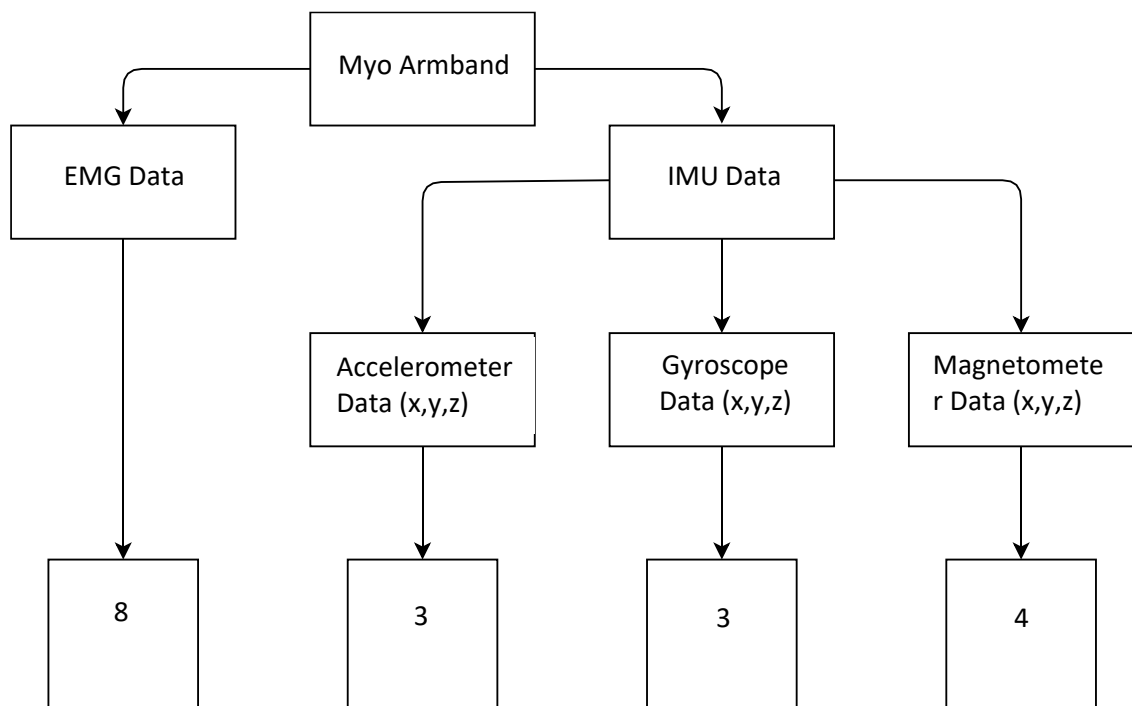 Myo Armband
EMG Data
IMU Data
Accelerometer
Data (x,y,z)
Gyroscope
Data (x,y,z)
Magnetomete
r Data (x,y,z)
8
3
3
4